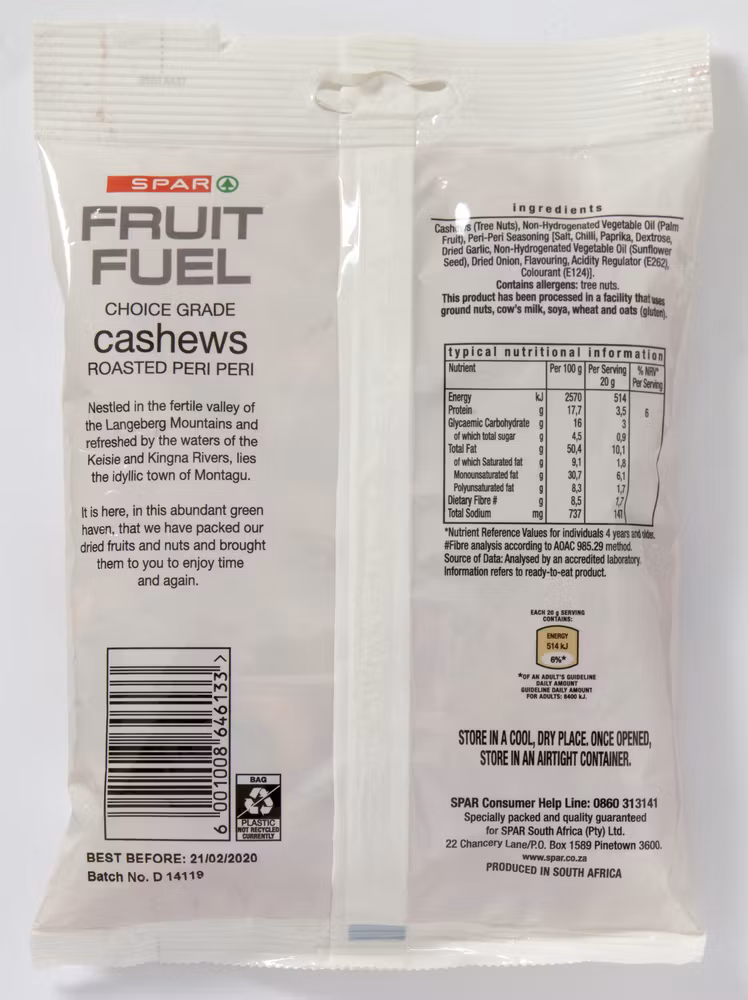 SPAR
FRUIT
FUEL
CHOICE GRADE
cashews
ROASTED PERI PERI
Nestled in the fertile valley of
the Langeberg Mountains and
refreshed by the waters of the
Keisie and Kingna Rivers, lies
the idyllic town of Montagu.
It is here, in this abundant green
haven, that we have packed our
dried fruits and nuts and brought
them to you to enjoy time
and again.
6 001008 646133 >
BAG
PLASTIC
NOT RECYCLED
CURRENTLY
BEST BEFORE: 21/02/2020
Batch No. D 14119
ingredients
Cashews (Tree Nuts), Non-Hydrogenated Vegetable Oil (Palm
Fruit), Peri-Peri Seasoning [Salt, Chilli, Paprika, Dextrose,
Dried Garlic, Non-Hydrogenated Vegetable Oil (Sunflower
Seed), Dried Onion, Flavouring, Acidity Regulator (E262),
Colourant (E124)].
Contains allergens: tree nuts.
This product has been processed in a facility that uses
ground nuts, cow's milk, soya, wheat and oats (gluten).
typical nutritional information
Nutrient Per 100 g Per Serving 20 g % NRV* Per Serving
Energy kJ 2570 514
Protein g 17,7 3,5 6
Glycaemic Carbohydrate g 16 3
of which total sugar g 4,5 0,9
Total Fat g 50,4 10,1
of which Saturated fat g 9,1 1,8
Monounsaturated fat g 30,7 6,1
Polyunsaturated fat g 8,3 1,7
Dietary Fibre # g 8,5 1,7
Total Sodium mg 737 147
*Nutrient Reference Values for individuals 4 years and older.
#Fibre analysis according to AOAC 985.29 method.
Source of Data: Analysed by an accredited laboratory.
Information refers to ready-to-eat product.
EACH 20 g SERVING
CONTAINS:
ENERGY
514 kJ
6%*
*OF AN ADULT'S GUIDELINE
DAILY AMOUNT
GUIDELINE DAILY AMOUNT
FOR ADULTS: 8400 kJ.
STORE IN A COOL, DRY PLACE. ONCE OPENED,
STORE IN AN AIRTIGHT CONTAINER.
SPAR Consumer Help Line: 0860 313141
Specially packed and quality guaranteed
for SPAR South Africa (Pty) Ltd.
22 Chancery Lane/P.O. Box 1589 Pinetown 3600.
www.spar.co.za
PRODUCED IN SOUTH AFRICA